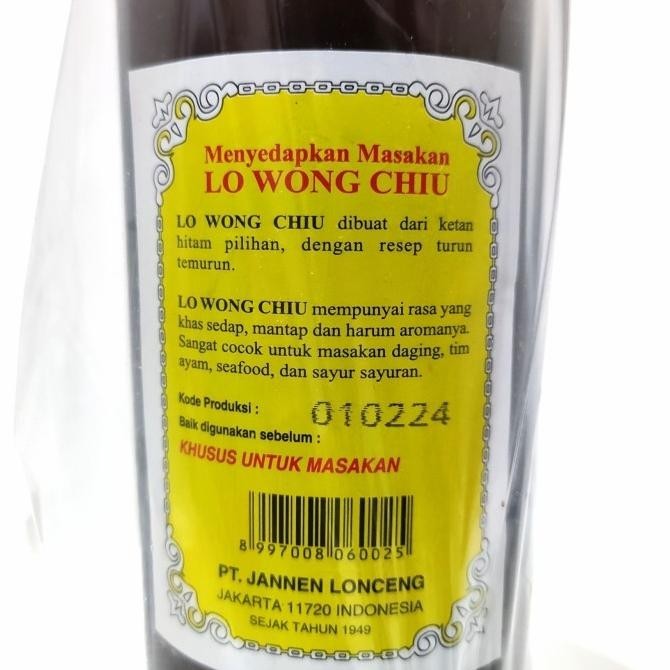 Menyedapkan Masakan
LO WONG CHIU
LO WONG CHIU dibuat dari ketan
hitam pilihan, dengan resep turun
temurun.
LO WONG CHIU mempunyai rasa yang
khas sedap, mantap dan harum aromanya.
Sangat cocok untuk masakan daging, tim
ayam, seafood, dan sayur sayuran.
Kode Produksi :
010224
Baik digunakan sebelum :
KHUSUS UNTUK MASAKAN
8 997008 060025
PT. JANNEN LONCENG
JAKARTA 11720 INDONESIA
SEJAK TAHUN 1949